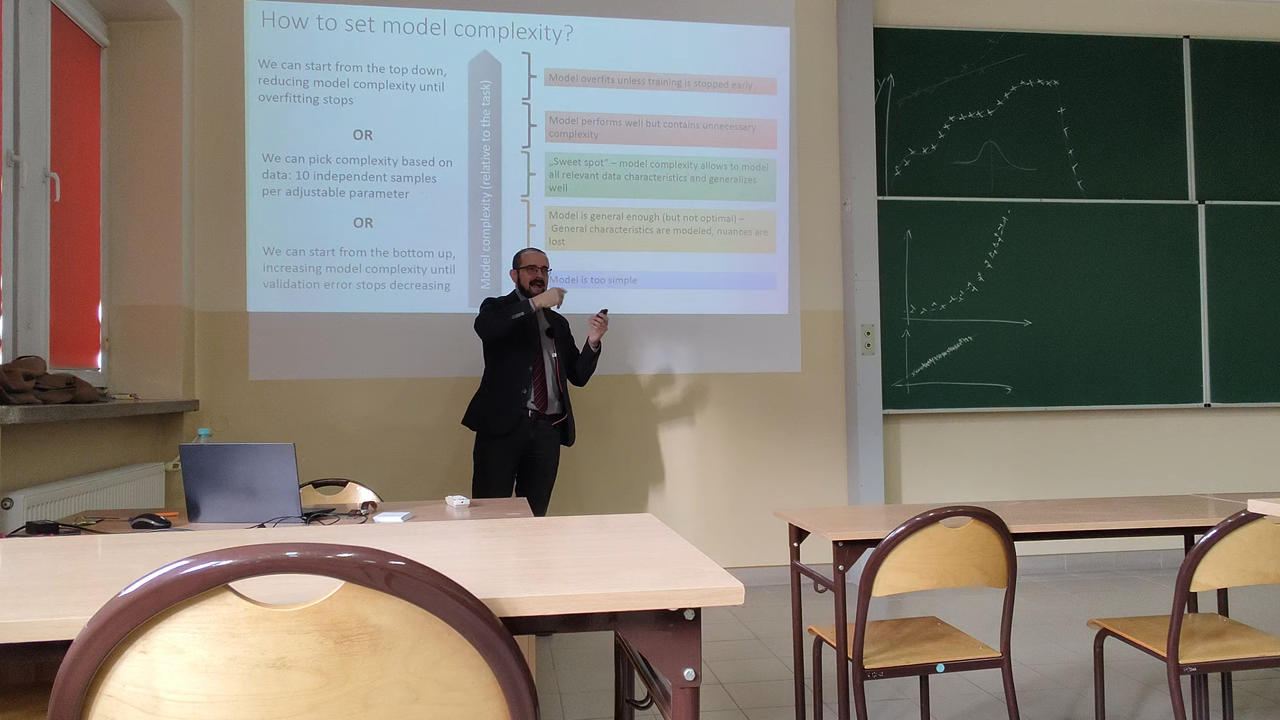 How to set model complexity?
We can start from the top down,
reducing model complexity until
overfitting stops
OR
We can pick complexity based on
data: 10 independent samples
per adjustable parameter
OR
We can start from the bottom up,
increasing model complexity until
validation error stops decreasing
Model complexity (relative to the task)
Model overfits unless training is stopped early
Model performs well but contains unnecessary
complexity
„Sweet spot” – model complexity allows to model
all relevant data characteristics and generalizes
well
Model is general enough (but not optimal) –
General characteristics are modeled, nuances are
lost
Model is too simple
y